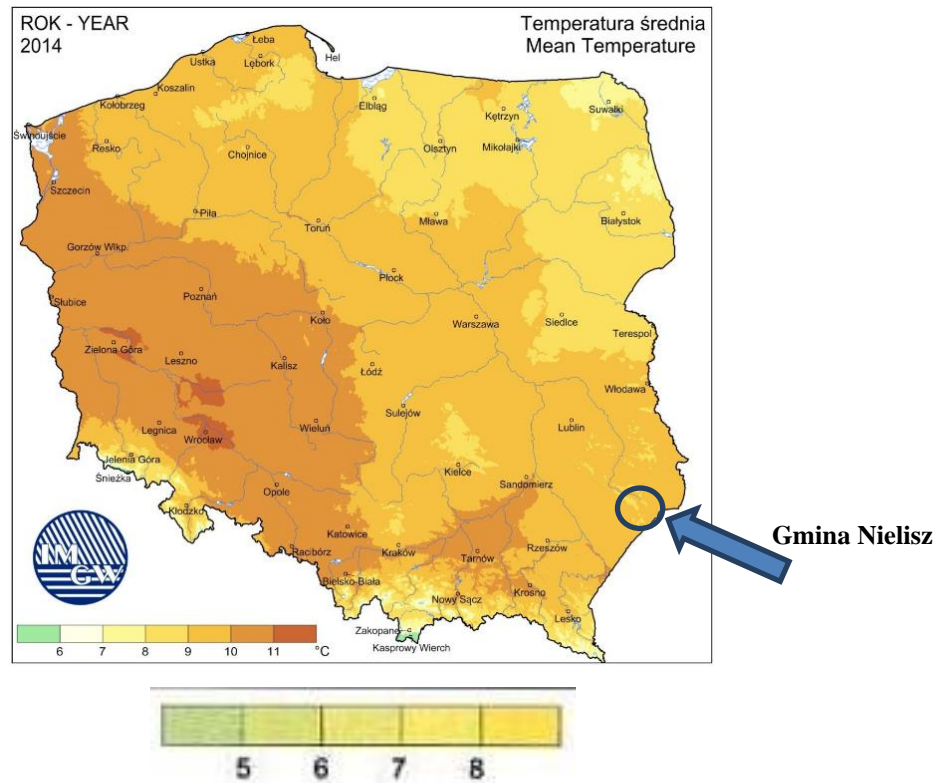 ROK - YEAR
2014
Temperatura średnia
Mean Temperature
Łeba
Hel
Ustka
Lębork
Koszalin
Kołobrzeg
Elbląg
Kętrzyn
Suwałki
Świnoujście
Resko
Chojnice
Olsztyn
Mikołajki
Szczecin
Piła
Toruń
Mława
Białystok
Gorzów Wlkp.
Płock
Słubice
Poznań
Koło
Warszawa
Siedlce
Terespol
Zielona Góra
Leszno
Kalisz
Łódź
Włodawa
Sulejów
Legnica
Wrocław
Wieluń
Lublin
Jelenia Góra
Śnieżka
Kielce
Sandomierz
Opole
Kłodzko
Katowice
Kraków
Tarnów
Rzeszów
Gmina Nielisz
Racibórz
Bielsko-Biała
Nowy Sącz
Krosno
Lesko
Zakopane
Kasprowy Wierch
IM
GW
6 7 8 9 10 11 °C
5 6 7 8